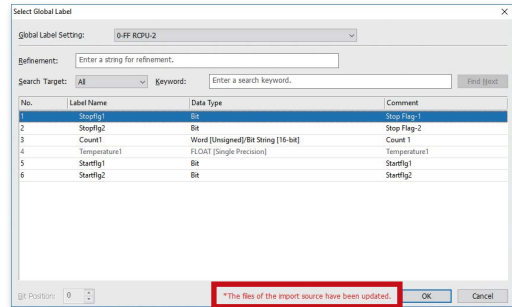 Select Global Label
Global Label Setting: 0-FF RCPU-2
Refinement: Enter a string for refinement.
Search Target: All Keyword: Enter a search keyword. Find Next
No. Label Name Data Type Comment
1 Stopflg1 Bit Stop Flag-1
2 Stopflg2 Bit Stop Flag-2
3 Count1 Word [Unsigned]/Bit String [16-bit] Count 1
4 Temperature1 FLOAT [Single Precision] Temperature1
5 Startflg1 Bit Startflg1
6 Startflg2 Bit Startflg2
Bit Position: 0 *The files of the import source have been updated. OK Cancel